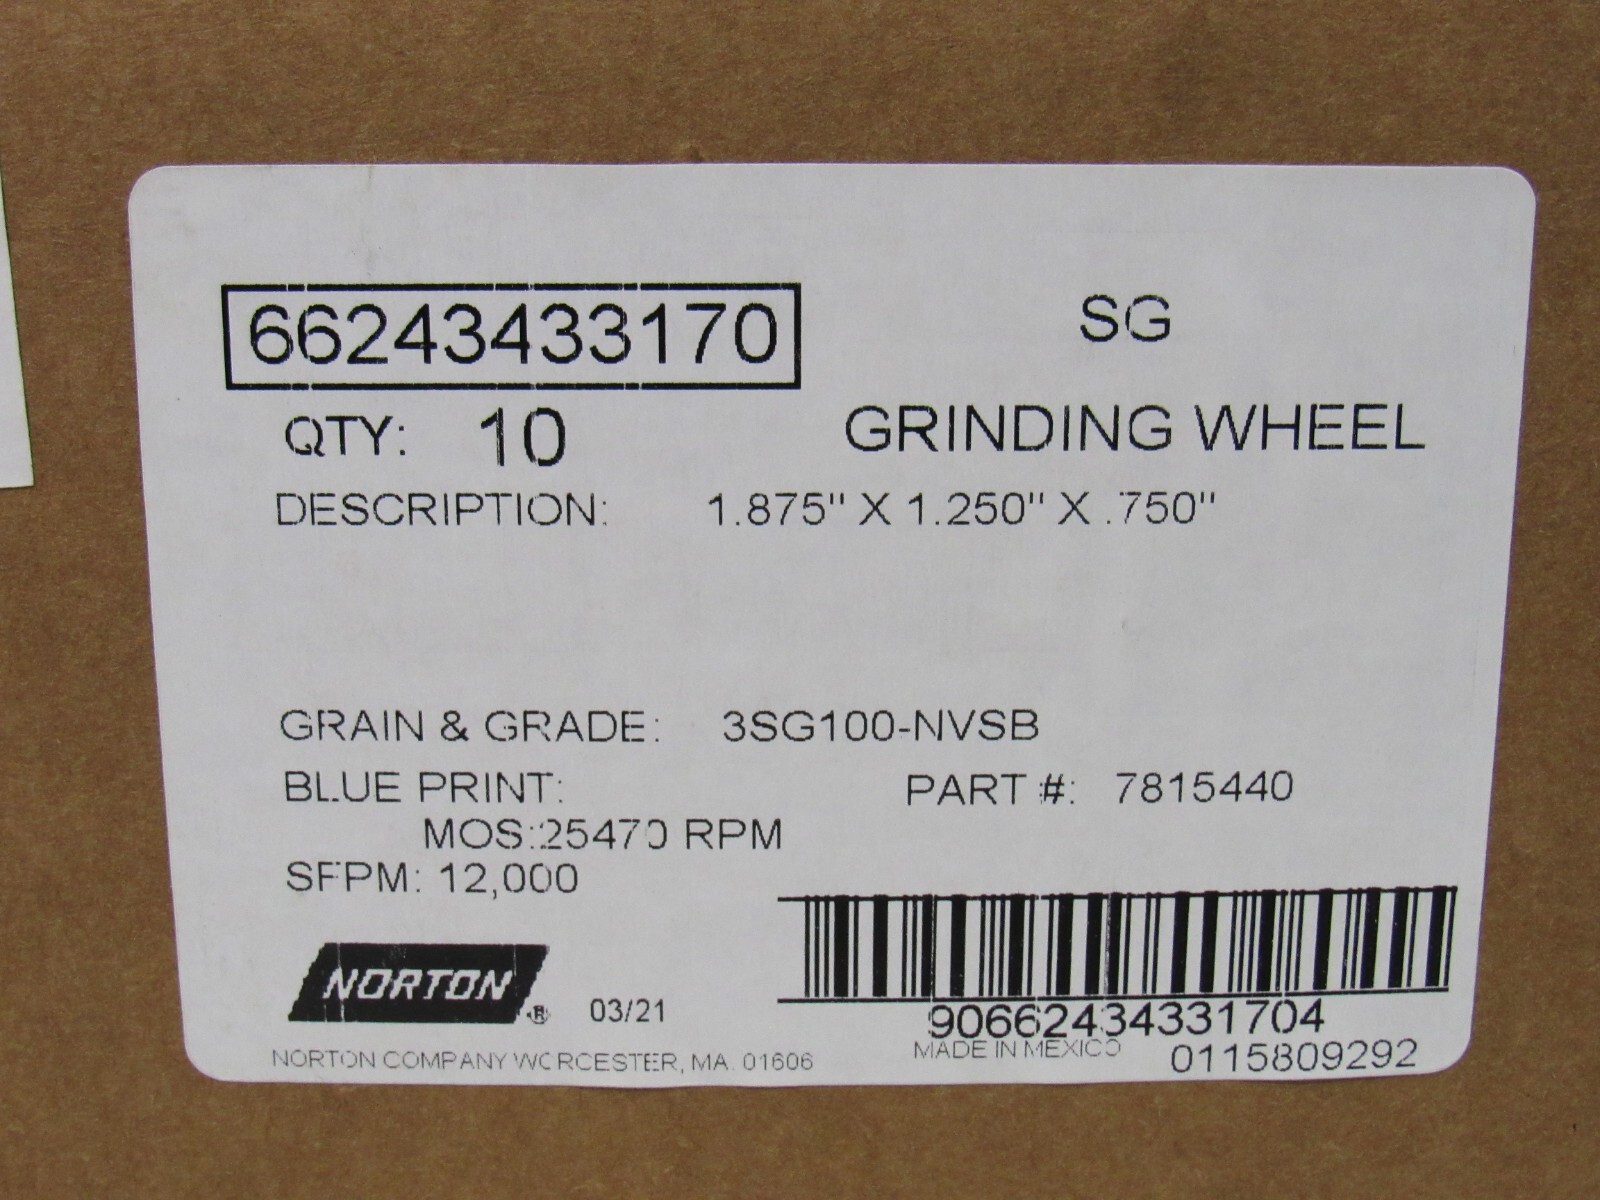 66243433170
SG
QTY: 10
GRINDING WHEEL
DESCRIPTION: 1.875" X 1.250" X .750"
GRAIN & GRADE: 3SG100-NVSB
BLUE PRINT:
PART #: 7815440
MOS:25470 RPM
SFPM: 12,000
NORTON ®
03/21
90662434331704
NORTON COMPANY WORCESTER, MA. 01606
MADE IN MEXICO
0115809292